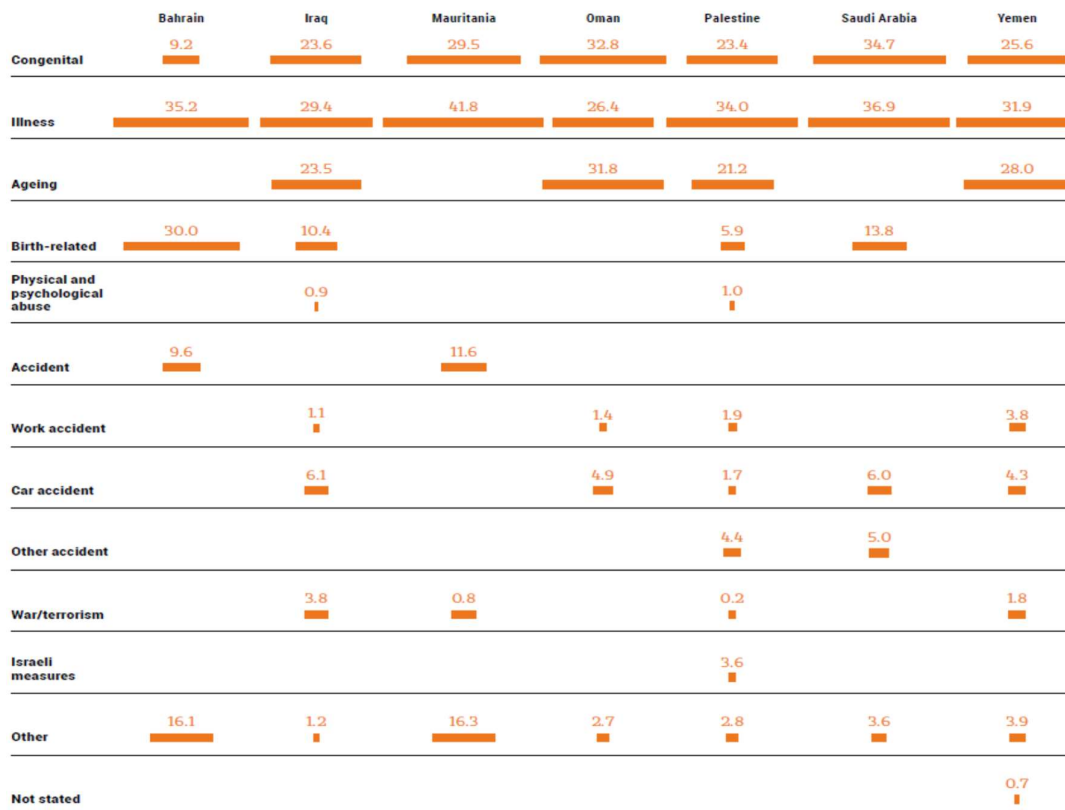 Bahrain Iraq Mauritania Oman Palestine Saudi Arabia Yemen
Congenital 9.2 23.6 29.5 32.8 23.4 34.7 25.6
Illness 35.2 29.4 41.8 26.4 34.0 36.9 31.9
Ageing 23.5 31.8 21.2 28.0
Birth-related 30.0 10.4 5.9 13.8
Physical and
psychological
abuse 0.9 1.0
Accident 9.6 11.6
Work accident 1.1 1.4 1.9 3.8
Car accident 6.1 4.9 1.7 6.0 4.3
Other accident 4.4 5.0
War/terrorism 3.8 0.8 0.2 1.8
Israeli
measures 3.6
Other 16.1 1.2 16.3 2.7 2.8 3.6 3.9
Not stated 0.7